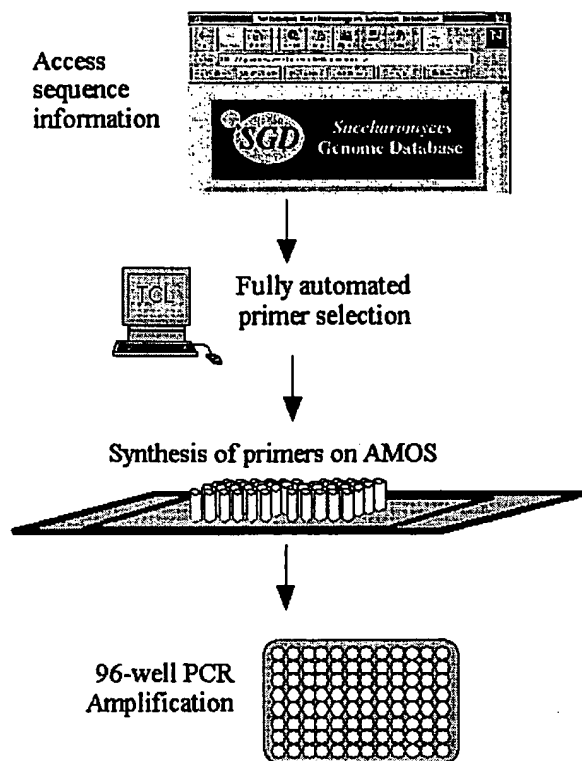 Access
sequence
information
SGD
Saccharomyces
Genome Database
TCL
Fully automated
primer selection
Synthesis of primers on AMOS
96-well PCR
Amplification